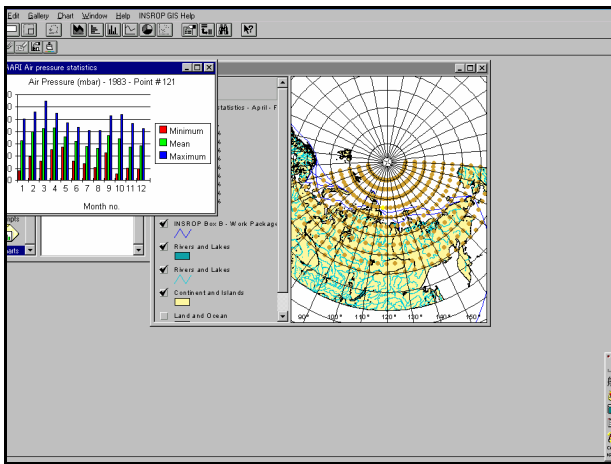 Edit Gallery Chart Window Help INSROP GIS Help
AARI Air pressure statistics
Air Pressure (mbar) - 1983 - Point #121
Minimum
Mean
Maximum
1 2 3 4 5 6 7 8 9 10 11 12
Month no.
statistics - April - F
INSROP Box B - Work Package
Rivers and Lakes
Rivers and Lakes
Continent and Islands
Land and Ocean
90° 100° 110° 120° 130° 140° 150°